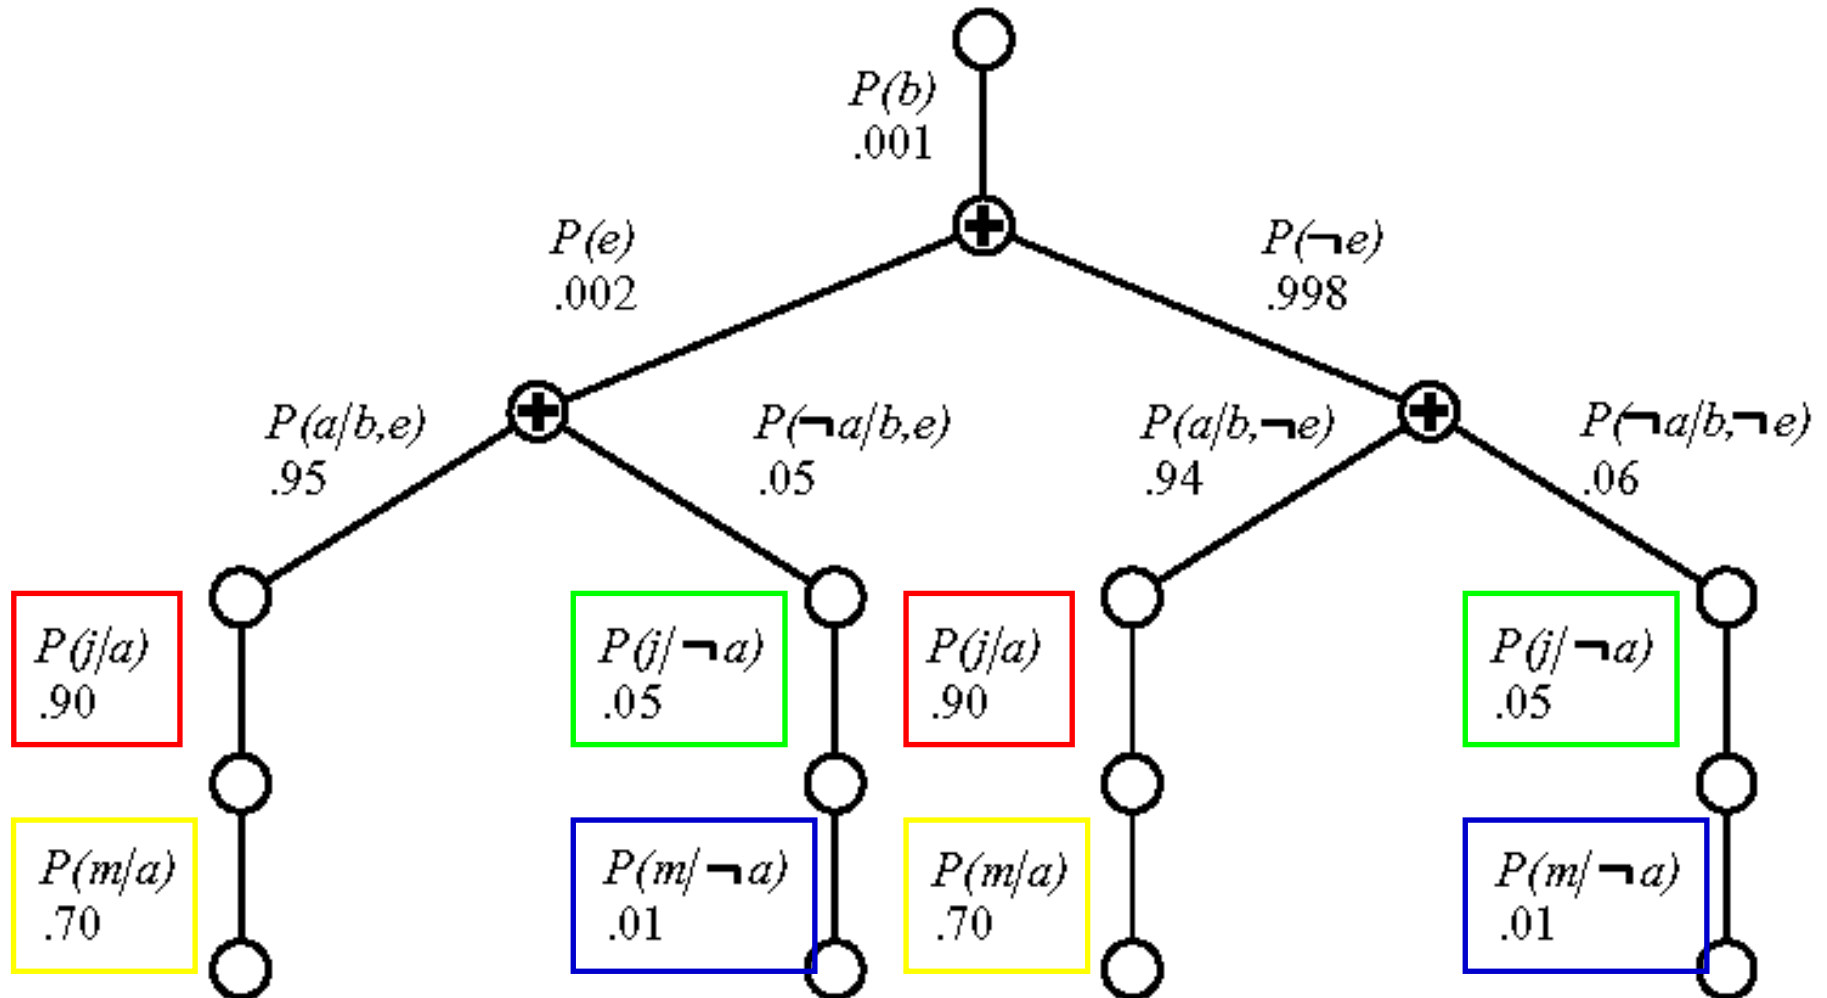 P(b)
.001
P(e)
.002
P(¬e)
.998
P(a/b,e)
.95
P(¬a/b,e)
.05
P(a/b,¬e)
.94
P(¬a/b,¬e)
.06
P(j/a)
.90
P(j/¬a)
.05
P(j/a)
.90
P(j/¬a)
.05
P(m/a)
.70
P(m/¬a)
.01
P(m/a)
.70
P(m/¬a)
.01